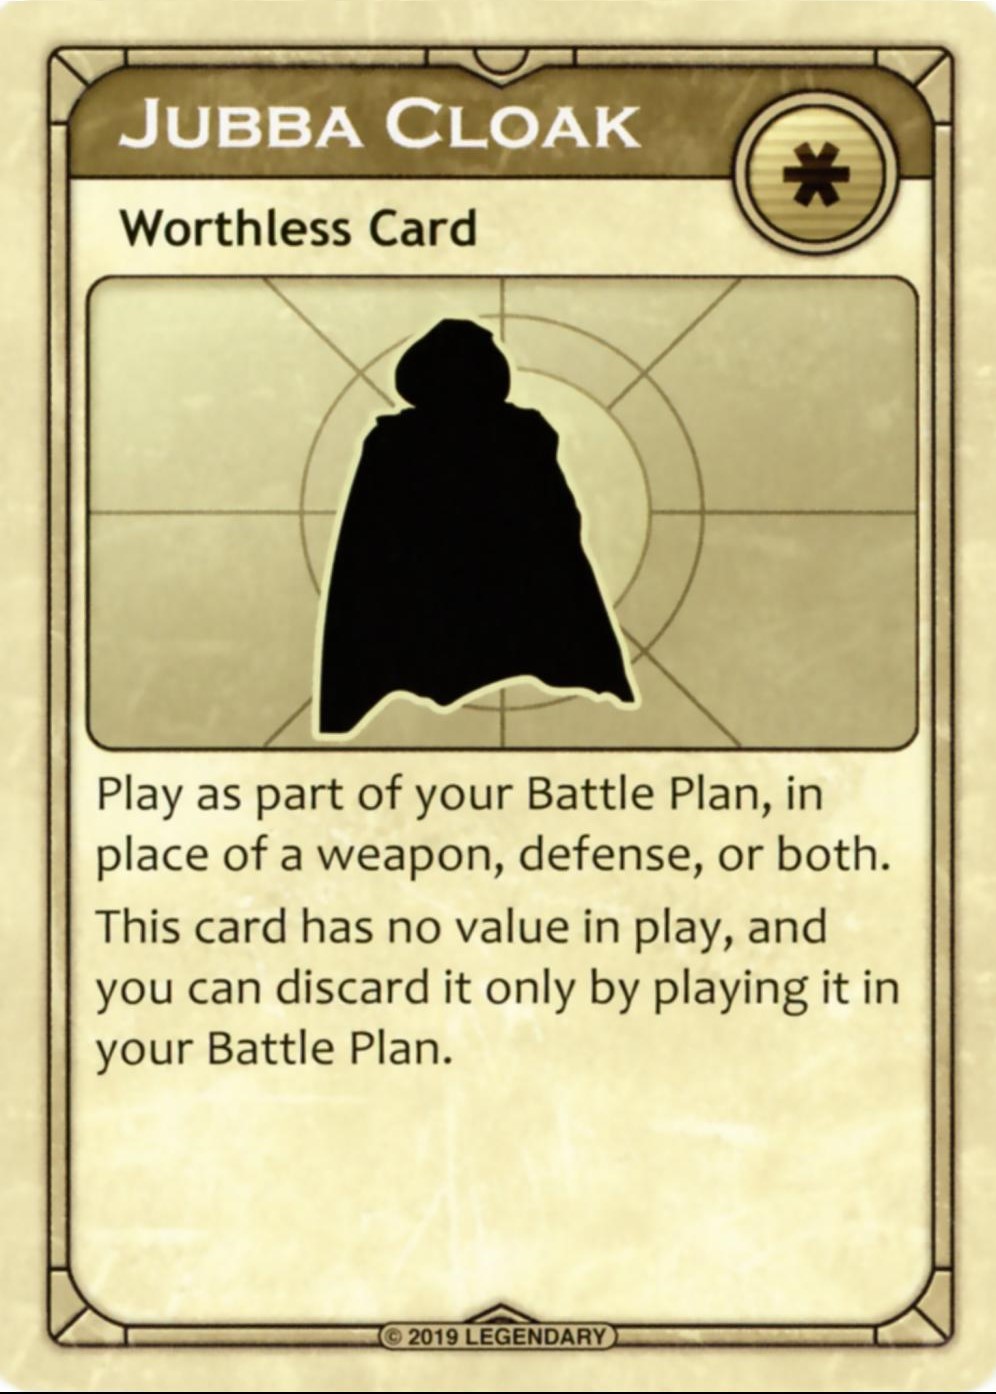 JUBBA CLOAK
Worthless Card
Play as part of your Battle Plan, in
place of a weapon, defense, or both.
This card has no value in play, and
you can discard it only by playing it in
your Battle Plan.
© 2019 LEGENDARY